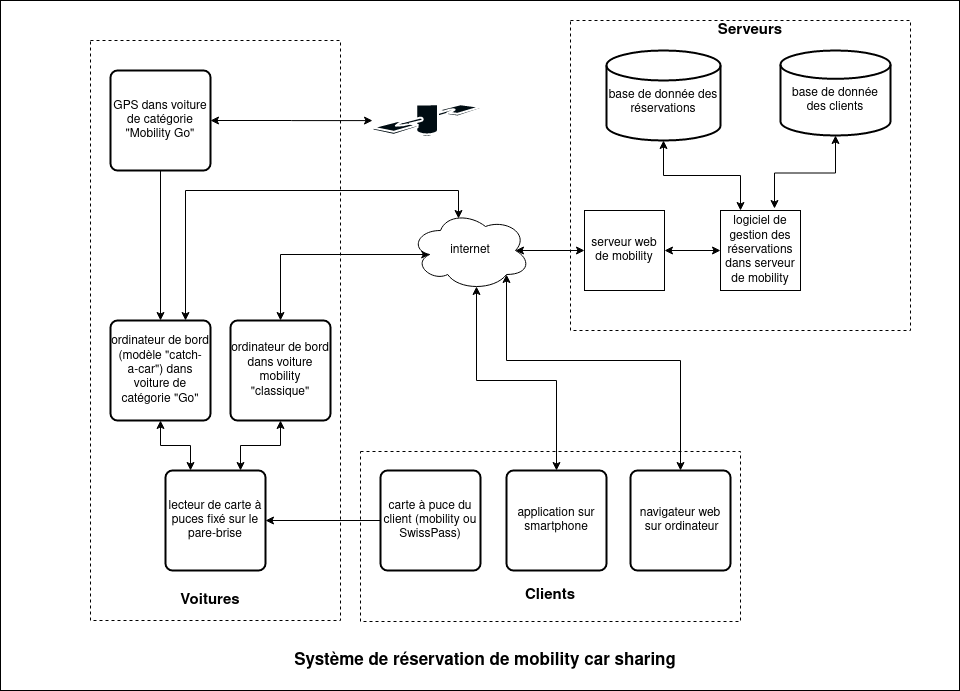 Serveurs
GPS dans voiture
de catégorie
"Mobility Go"
base de donnée des
réservations
base de donnée
des clients
internet
serveur web
de mobility
logiciel de
gestion des
réservations
dans serveur
de mobility
ordinateur de bord
(modèle "catch-
a-car") dans
voiture de
catégorie "Go"
ordinateur de bord
dans voiture
mobility
"classique"
lecteur de carte à
puces fixé sur le
pare-brise
carte à puce du
client (mobility ou
SwissPass)
application sur
smartphone
navigateur web
sur ordinateur
Voitures
Clients
Système de réservation de mobility car sharing